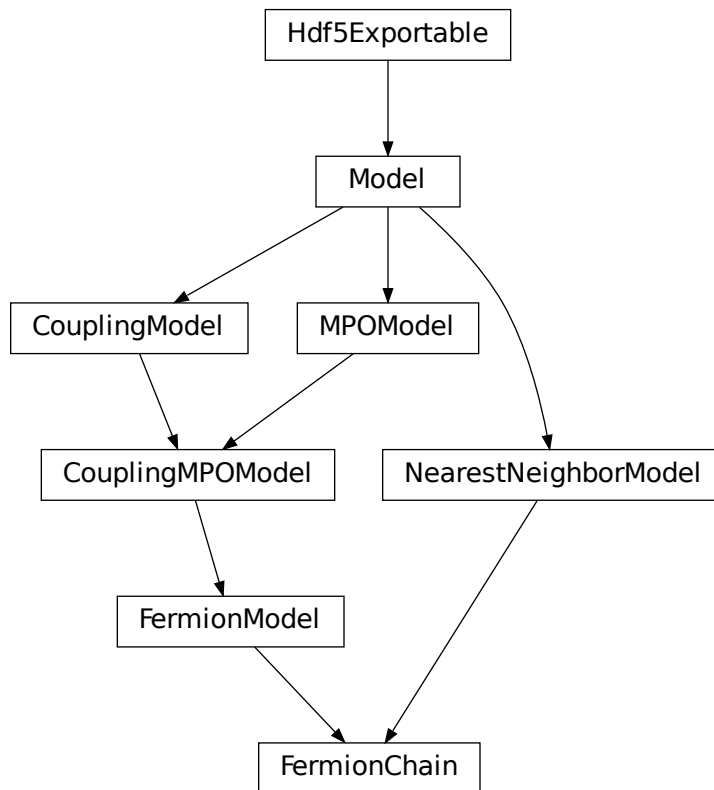 Hdf5Exportable
Model
CouplingModel
MPOModel
CouplingMPOModel
NearestNeighborModel
FermionModel
FermionChain